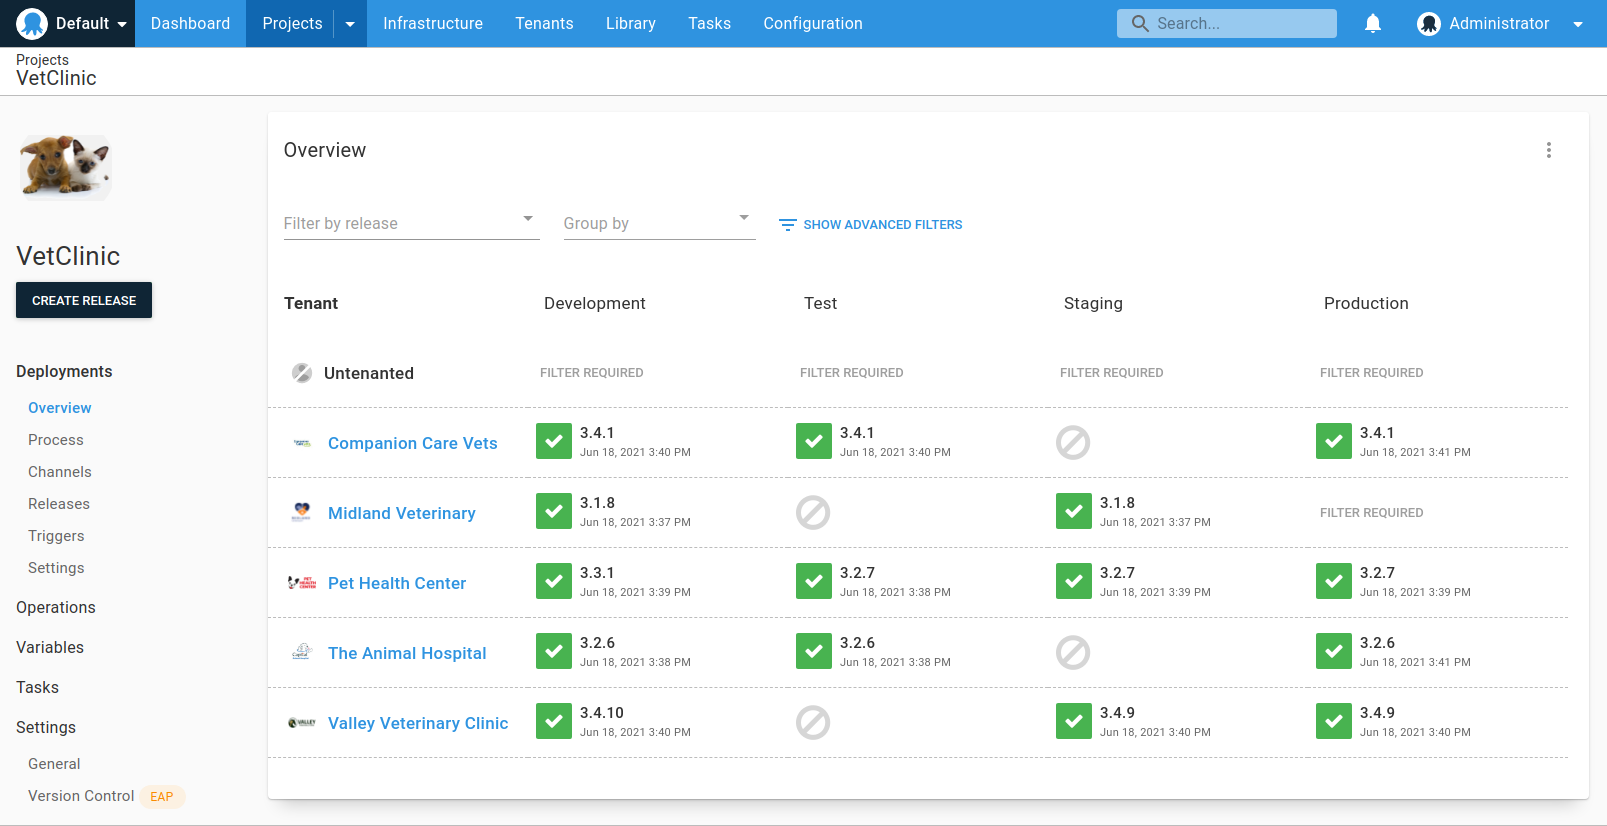 Default
Dashboard
Projects
Infrastructure
Tenants
Library
Tasks
Configuration
Search...
Administrator
Projects
VetClinic
VetClinic
CREATE RELEASE
Deployments
Overview
Process
Channels
Releases
Triggers
Settings
Operations
Variables
Tasks
Settings
General
Version Control EAP
Overview
Filter by release
Group by
SHOW ADVANCED FILTERS
Tenant Development Test Staging Production
Untenanted FILTER REQUIRED FILTER REQUIRED FILTER REQUIRED FILTER REQUIRED
Companion Care Vets
3.4.1
Jun 18, 2021 3:40 PM
3.4.1
Jun 18, 2021 3:40 PM
3.4.1
Jun 18, 2021 3:41 PM
Midland Veterinary
3.1.8
Jun 18, 2021 3:37 PM
3.1.8
Jun 18, 2021 3:37 PM
FILTER REQUIRED
PET HEALTH CENTER
Pet Health Center
3.3.1
Jun 18, 2021 3:39 PM
3.2.7
Jun 18, 2021 3:38 PM
3.2.7
Jun 18, 2021 3:39 PM
3.2.7
Jun 18, 2021 3:39 PM
The Animal Hospital
3.2.6
Jun 18, 2021 3:38 PM
3.2.6
Jun 18, 2021 3:38 PM
3.2.6
Jun 18, 2021 3:41 PM
VALLEY
Valley Veterinary Clinic
3.4.10
Jun 18, 2021 3:40 PM
3.4.9
Jun 18, 2021 3:40 PM
3.4.9
Jun 18, 2021 3:40 PM